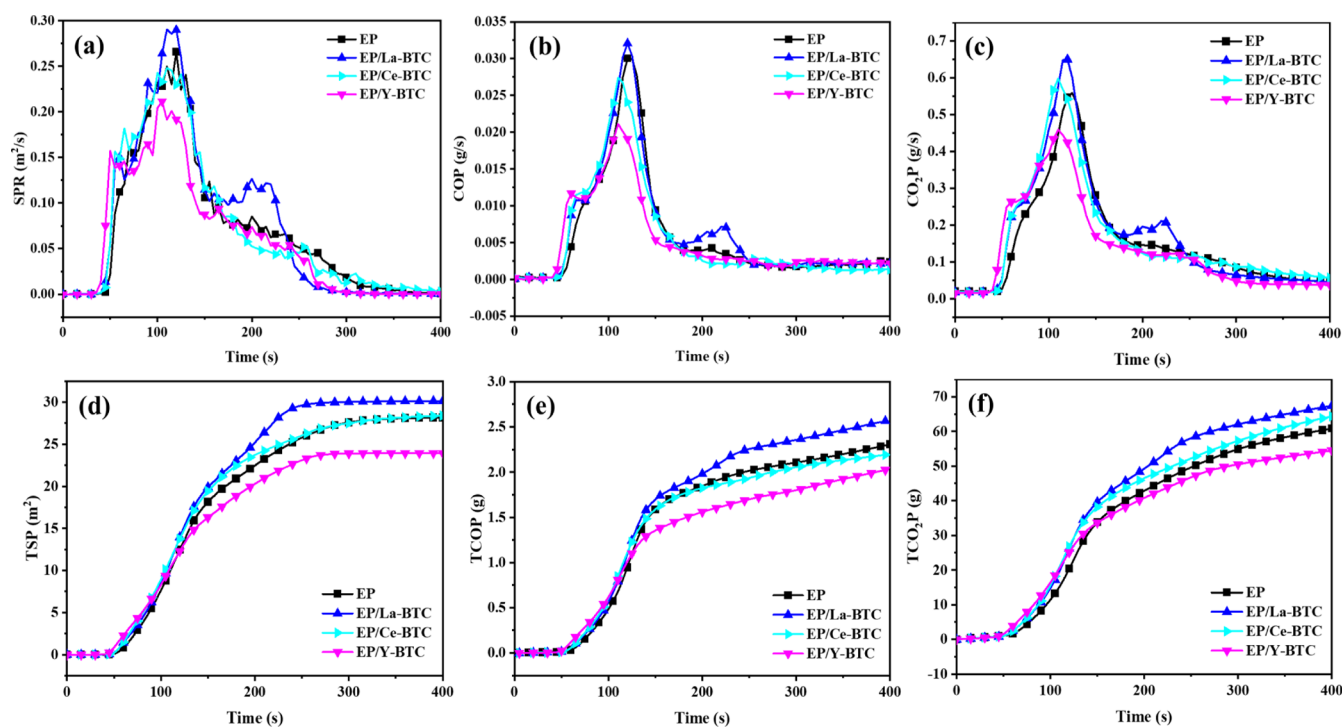 (a)
SPR (m²/s)
0.30
0.25
0.20
0.15
0.10
0.05
0.00
0 100 200 300 400
Time (s)
EP
EP/La-BTC
EP/Ce-BTC
EP/Y-BTC
(b)
COP (g/s)
0.035
0.030
0.025
0.020
0.015
0.010
0.005
0.000
-0.005
0 100 200 300 400
Time (s)
EP
EP/La-BTC
EP/Ce-BTC
EP/Y-BTC
(c)
CO₂P (g/s)
0.7
0.6
0.5
0.4
0.3
0.2
0.1
0.0
0 100 200 300 400
Time (s)
EP
EP/La-BTC
EP/Ce-BTC
EP/Y-BTC
(d)
TSP (m²)
30
25
20
15
10
5
0
0 100 200 300 400
Time (s)
EP
EP/La-BTC
EP/Ce-BTC
EP/Y-BTC
(e)
TCOP (g)
3.0
2.5
2.0
1.5
1.0
0.5
0.0
0 100 200 300 400
Time (s)
EP
EP/La-BTC
EP/Ce-BTC
EP/Y-BTC
(f)
TCO₂P (g)
70
60
50
40
30
20
10
0
-10
0 100 200 300 400
Time (s)
EP
EP/La-BTC
EP/Ce-BTC
EP/Y-BTC